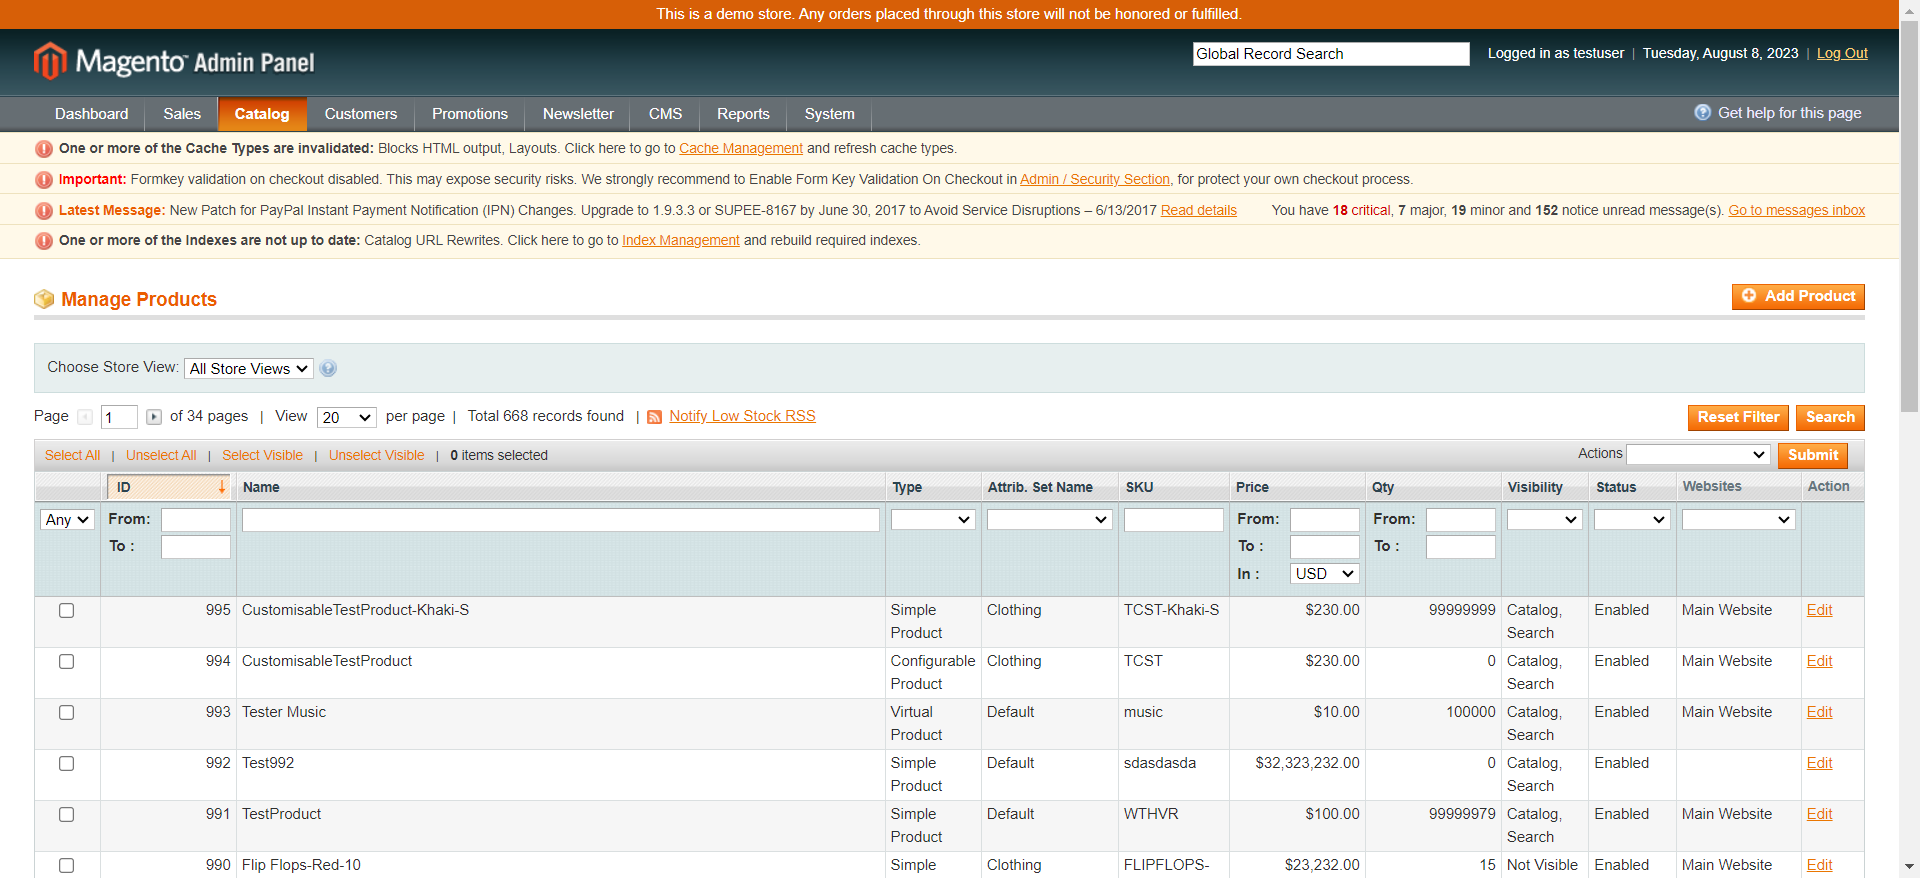 This is a demo store. Any orders placed through this store will not be honored or fulfilled.
Magento Admin Panel
Global Record Search
Logged in as testuser | Tuesday, August 8, 2023 | Log Out
Dashboard Sales Catalog Customers Promotions Newsletter CMS Reports System Get help for this page
One or more of the Cache Types are invalidated: Blocks HTML output, Layouts. Click here to go to Cache Management and refresh cache types.
Important: Formkey validation on checkout disabled. This may expose security risks. We strongly recommend to Enable Form Key Validation On Checkout in Admin / Security Section, for protect your own checkout process.
Latest Message: New Patch for PayPal Instant Payment Notification (IPN) Changes. Upgrade to 1.9.3.3 or SUPEE-8167 by June 30, 2017 to Avoid Service Disruptions – 6/13/2017 Read details You have 18 critical, 7 major, 19 minor and 152 notice unread message(s). Go to messages inbox
One or more of the Indexes are not up to date: Catalog URL Rewrites. Click here to go to Index Management and rebuild required indexes.
Manage Products
Add Product
Choose Store View: All Store Views
Page 1 of 34 pages | View 20 per page | Total 668 records found | Notify Low Stock RSS
Reset Filter Search
Select All | Unselect All | Select Visible | Unselect Visible | 0 items selected
Actions Submit
ID Name Type Attrib. Set Name SKU Price Qty Visibility Status Websites Action
Any From: From: From:
To : To : To :
In : USD
995 CustomisableTestProduct-Khaki-S Simple Clothing TCST-Khaki-S $230.00 99999999 Catalog, Enabled Main Website Edit
Product Search
994 CustomisableTestProduct Configurable Clothing TCST $230.00 0 Catalog, Enabled Main Website Edit
Product Search
993 Tester Music Virtual Default music $10.00 100000 Catalog, Enabled Main Website Edit
Product Search
992 Test992 Simple Default sdasdasda $32,323,232.00 0 Catalog, Enabled Edit
Product Search
991 TestProduct Simple Default WTHVR $100.00 99999979 Catalog, Enabled Main Website Edit
Product Search
990 Flip Flops-Red-10 Simple Clothing FLIPFLOPS- $23,232.00 15 Not Visible Enabled Main Website Edit